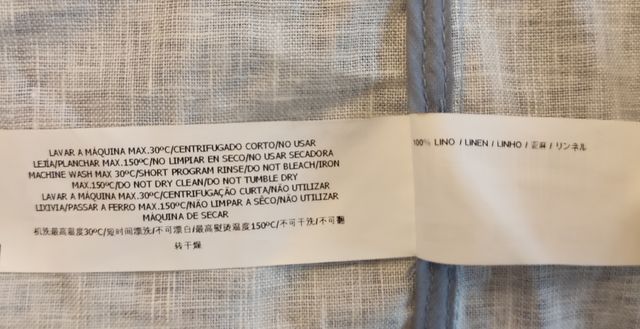 LAVAR A MÁQUINA MAX.30ºC/CENTRIFUGADO CORTO/NO USAR
LEJÍA/PLANCHAR MAX.150ºC/NO LIMPIAR EN SECO/NO USAR SECADORA
MACHINE WASH MAX 30ºC/SHORT PROGRAM RINSE/DO NOT BLEACH/IRON
MAX.150ºC/DO NOT DRY CLEAN/DO NOT TUMBLE DRY
LAVAR A MÁQUINA MAX.30ºC/CENTRIFUGAÇÃO CURTA/NÃO UTILIZAR
LIXIVIA/PASSAR A FERRO MAX.150ºC/NÃO LIMPAR A SÊCO/NÃO UTILIZAR
MÁQUINA DE SECAR
机洗最高温度30ºC/短时间漂洗/不可漂白/最高熨烫温度150ºC/不可干洗/不可翻
转干燥
100% LINO / LINEN / LINHO / 亚麻 / リンネル